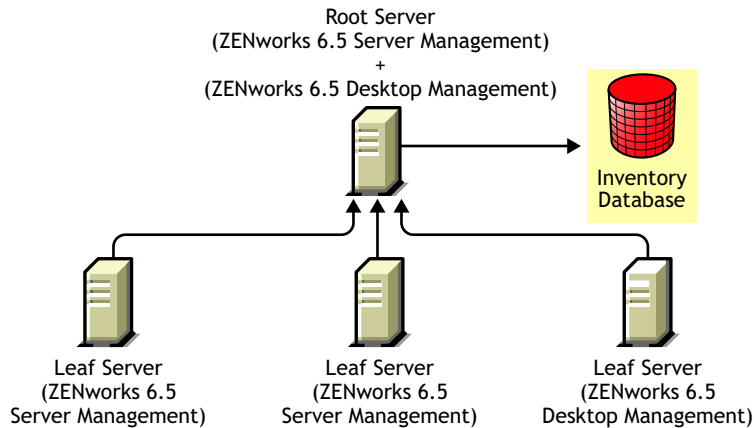 Root Server
(ZENworks 6.5 Server Management)
+
(ZENworks 6.5 Desktop Management)
Inventory
Database
Leaf Server
(ZENworks 6.5
Server Management)
Leaf Server
(ZENworks 6.5
Server Management)
Leaf Server
(ZENworks 6.5
Desktop Management)